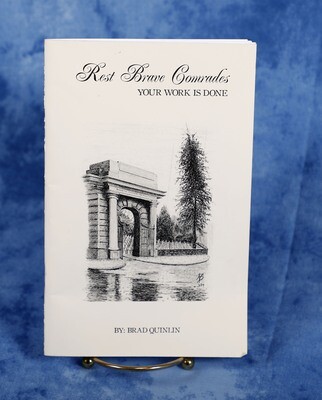 Rest Brave Comrades
YOUR WORK IS DONE
BY: BRAD QUINLIN